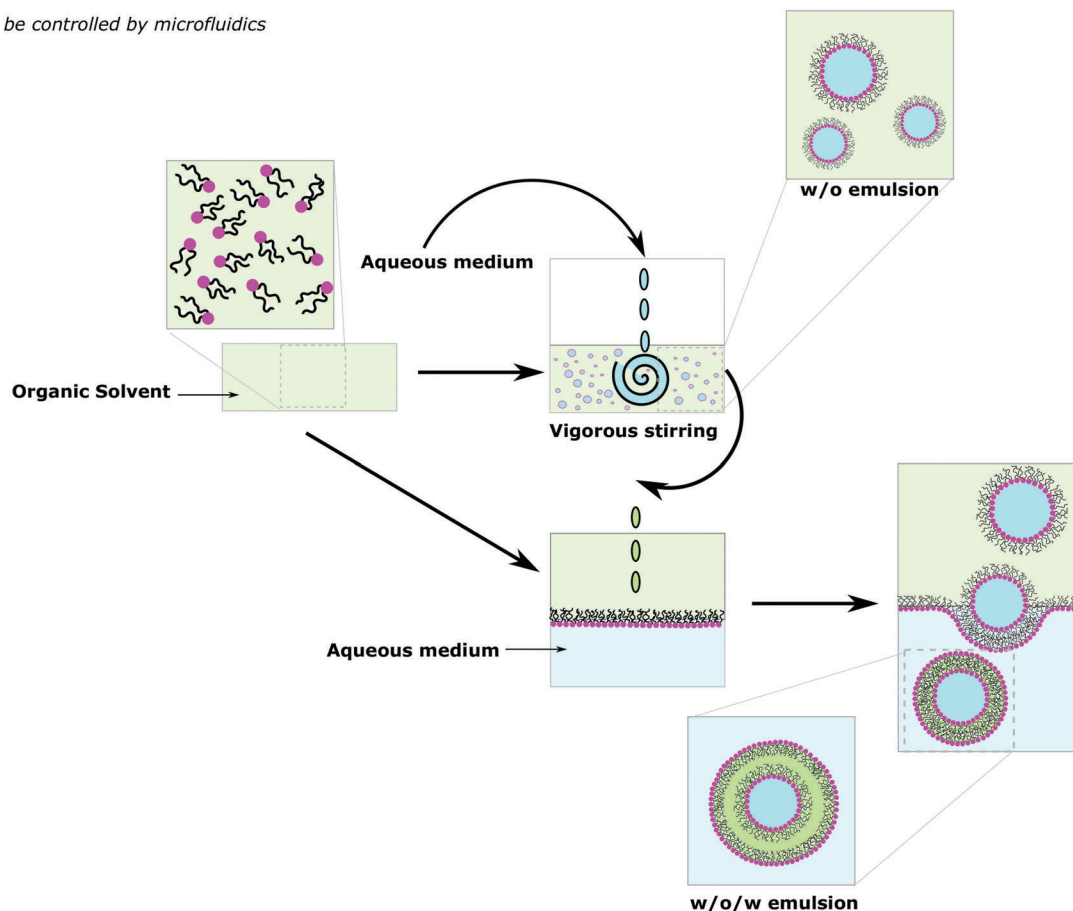 be controlled by microfluidics
w/o emulsion
Aqueous medium
Organic Solvent
Vigorous stirring
Aqueous medium
w/o/w emulsion